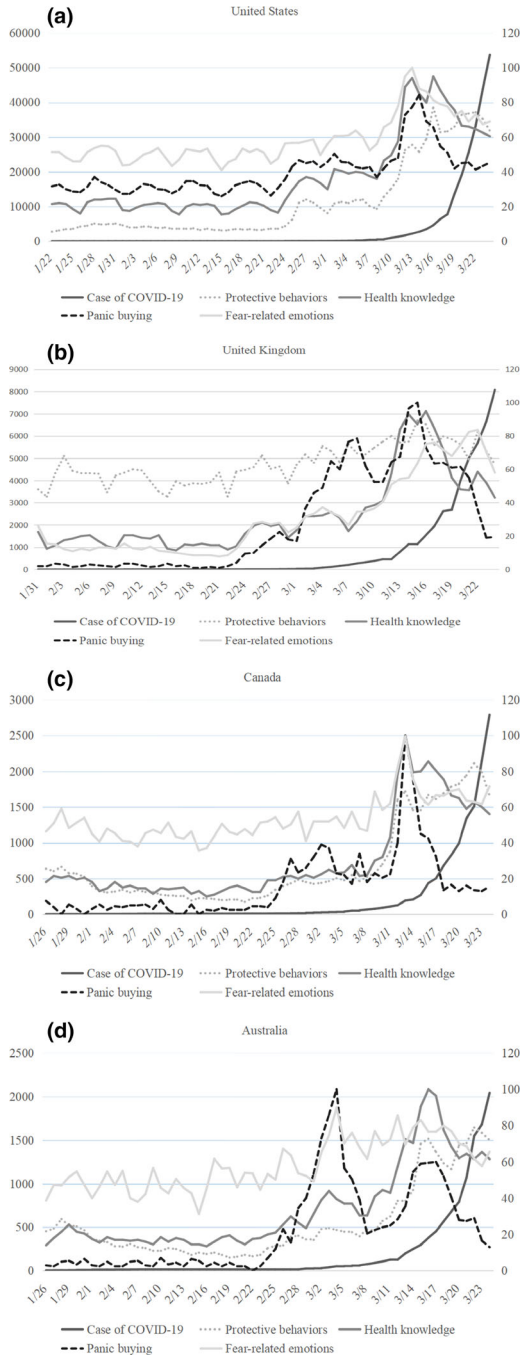 (a)
United States
60000 120
50000 100
40000 80
30000 60
20000 40
10000 20
0 0
1/22 1/25 1/28 1/31 2/3 2/6 2/9 2/12 2/15 2/18 2/21 2/24 2/27 3/1 3/4 3/7 3/10 3/13 3/16 3/19 3/22
Case of COVID-19 Protective behaviors Health knowledge
Panic buying Fear-related emotions
(b)
United Kingdom
9000 120
8000
100
7000
6000 80
5000
60
4000
3000 40
2000
20
1000
0 0
1/31 2/3 2/6 2/9 2/12 2/15 2/18 2/21 2/24 2/27 3/1 3/4 3/7 3/10 3/13 3/16 3/19 3/22
Case of COVID-19 Protective behaviors Health knowledge
Panic buying Fear-related emotions
(c)
Canada
3000 120
2500 100
2000 80
1500 60
1000 40
500 20
0 0
1/26 1/29 2/1 2/4 2/7 2/10 2/13 2/16 2/19 2/22 2/25 2/28 3/2 3/5 3/8 3/11 3/14 3/17 3/20 3/23
Case of COVID-19 Protective behaviors Health knowledge
Panic buying Fear-related emotions
(d)
Australia
2500 120
100
2000
80
1500
60
1000
40
500
20
0 0
1/26 1/29 2/1 2/4 2/7 2/10 2/13 2/16 2/19 2/22 2/25 2/28 3/2 3/5 3/8 3/11 3/14 3/17 3/20 3/23
Case of COVID-19 Protective behaviors Health knowledge
Panic buying Fear-related emotions